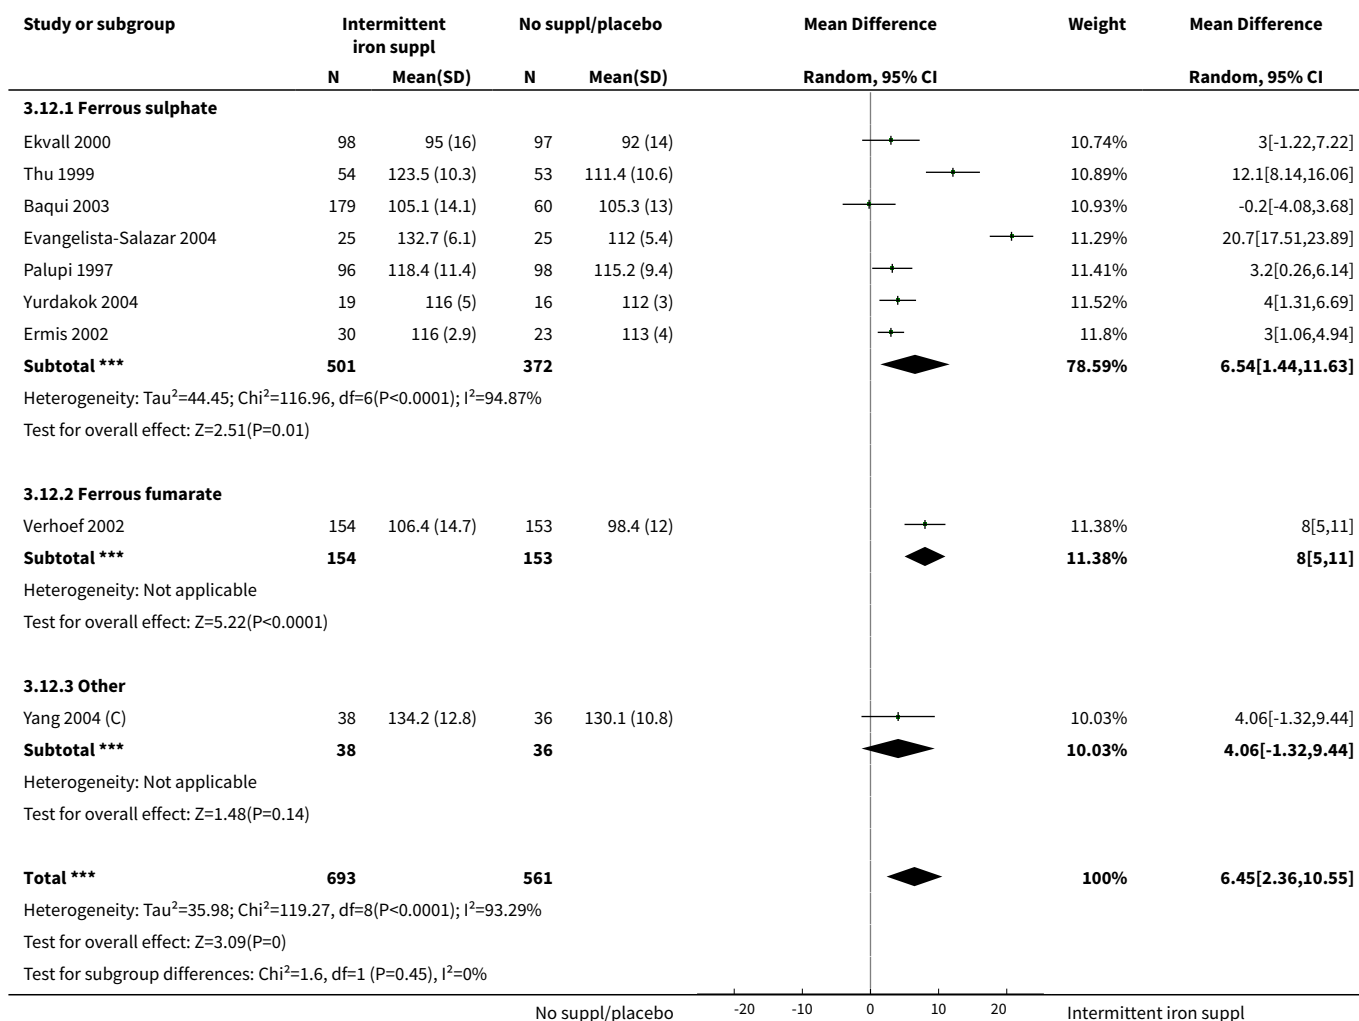 Study or subgroup Intermittent iron suppl No suppl/placebo Mean Difference Weight Mean Difference
N Mean(SD) N Mean(SD) Random, 95% CI Random, 95% CI
3.12.1 Ferrous sulphate
Ekvall 2000 98 95 (16) 97 92 (14) 10.74% 3[-1.22,7.22]
Thu 1999 54 123.5 (10.3) 53 111.4 (10.6) 10.89% 12.1[8.14,16.06]
Baqui 2003 179 105.1 (14.1) 60 105.3 (13) 10.93% -0.2[-4.08,3.68]
Evangelista-Salazar 2004 25 132.7 (6.1) 25 112 (5.4) 11.29% 20.7[17.51,23.89]
Palupi 1997 96 118.4 (11.4) 98 115.2 (9.4) 11.41% 3.2[0.26,6.14]
Yurdakok 2004 19 116 (5) 16 112 (3) 11.52% 4[1.31,6.69]
Ermis 2002 30 116 (2.9) 23 113 (4) 11.8% 3[1.06,4.94]
Subtotal *** 501 372 78.59% 6.54[1.44,11.63]
Heterogeneity: Tau²=44.45; Chi²=116.96, df=6(P<0.0001); I²=94.87%
Test for overall effect: Z=2.51(P=0.01)
3.12.2 Ferrous fumarate
Verhoef 2002 154 106.4 (14.7) 153 98.4 (12) 11.38% 8[5,11]
Subtotal *** 154 153 11.38% 8[5,11]
Heterogeneity: Not applicable
Test for overall effect: Z=5.22(P<0.0001)
3.12.3 Other
Yang 2004 (C) 38 134.2 (12.8) 36 130.1 (10.8) 10.03% 4.06[-1.32,9.44]
Subtotal *** 38 36 10.03% 4.06[-1.32,9.44]
Heterogeneity: Not applicable
Test for overall effect: Z=1.48(P=0.14)
Total *** 693 561 100% 6.45[2.36,10.55]
Heterogeneity: Tau²=35.98; Chi²=119.27, df=8(P<0.0001); I²=93.29%
Test for overall effect: Z=3.09(P=0)
Test for subgroup differences: Chi²=1.6, df=1 (P=0.45), I²=0%
No suppl/placebo -20 -10 0 10 20 Intermittent iron suppl